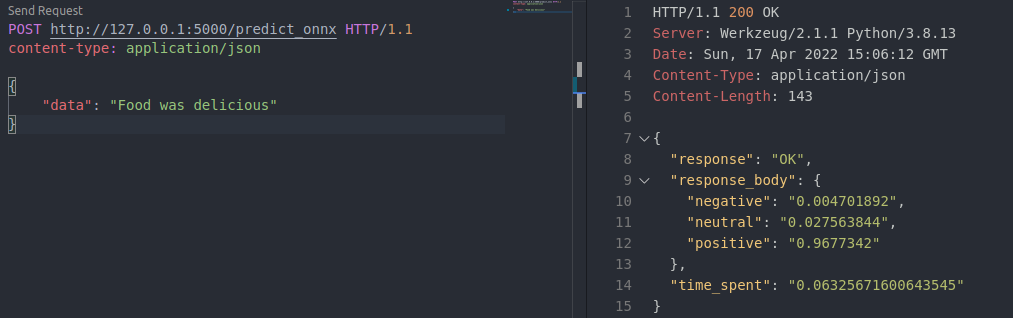 Send Request
POST http://127.0.0.1:5000/predict_onnx HTTP/1.1
content-type: application/json
{
"data": "Food was delicious"
}
1 HTTP/1.1 200 OK
2 Server: Werkzeug/2.1.1 Python/3.8.13
3 Date: Sun, 17 Apr 2022 15:06:12 GMT
4 Content-Type: application/json
5 Content-Length: 143
6
7 {
8 "response": "OK",
9 "response_body": {
10 "negative": "0.004701892",
11 "neutral": "0.027563844",
12 "positive": "0.9677342"
13 },
14 "time_spent": "0.06325671600643545"
15 }